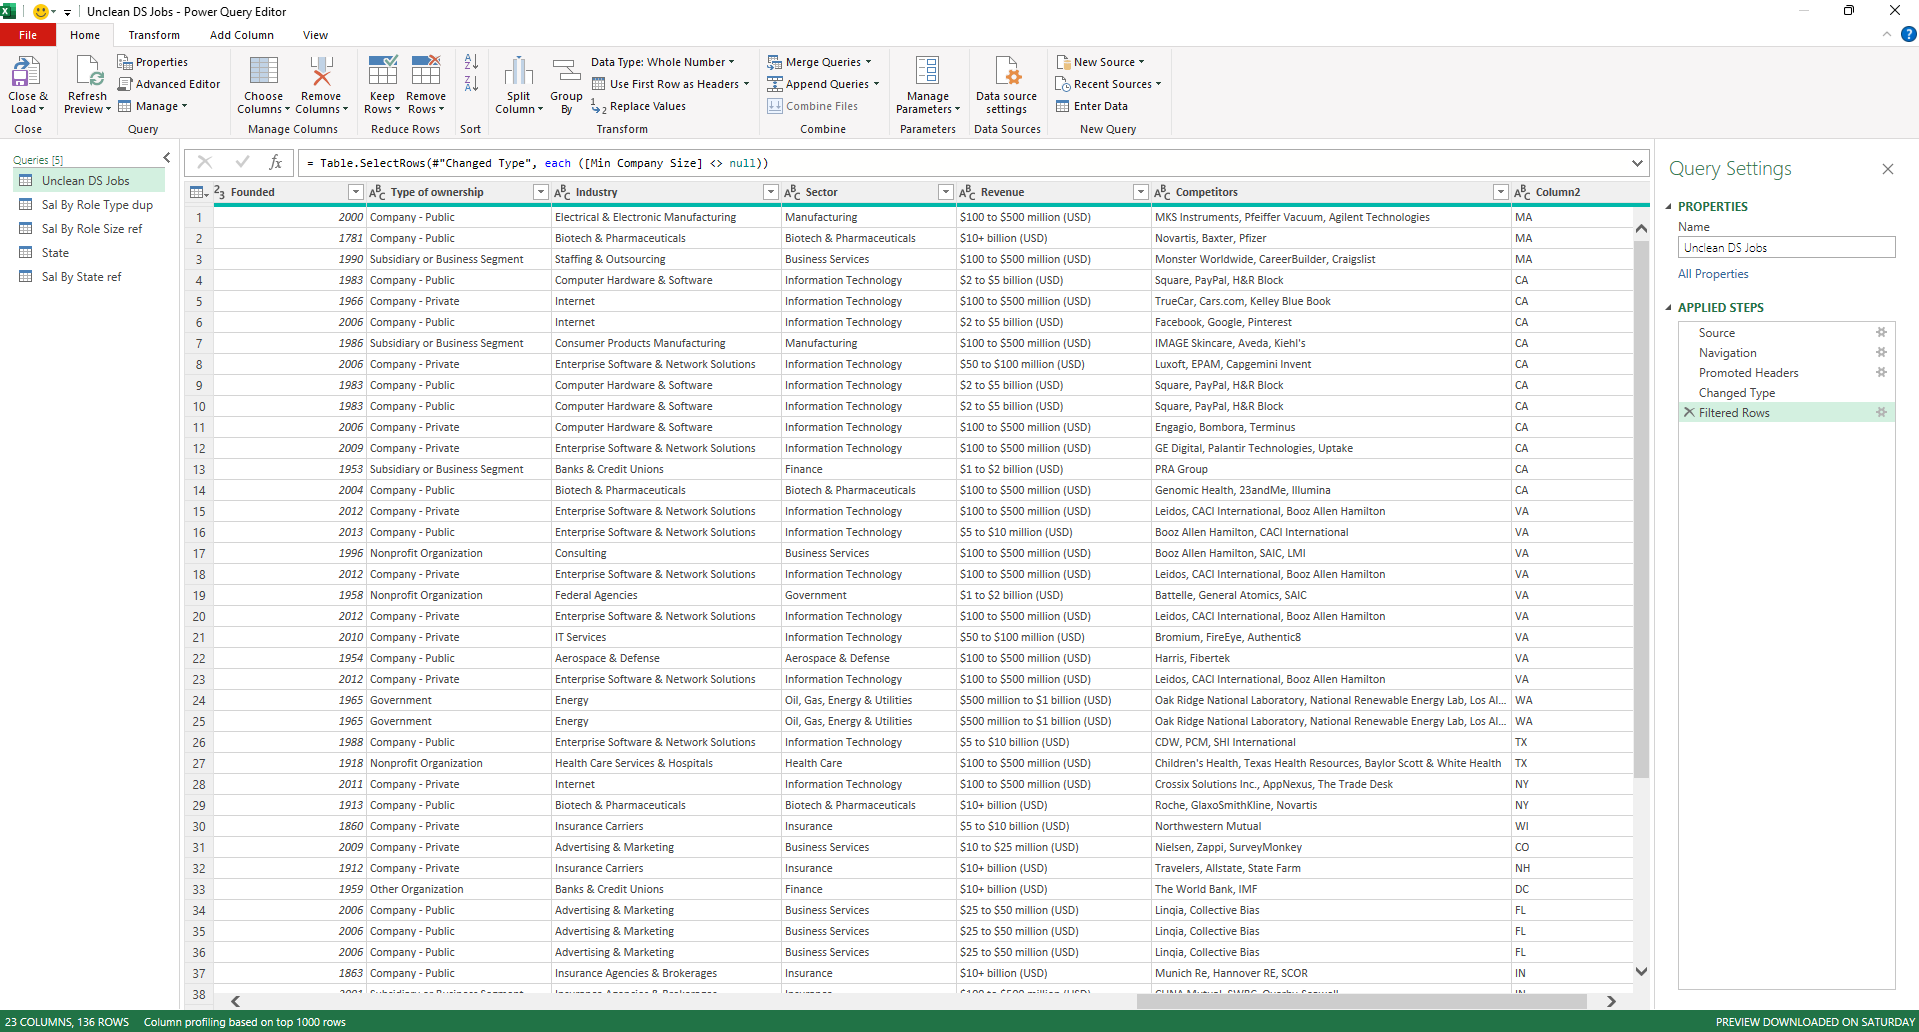 Unclean DS Jobs - Power Query Editor
File Home Transform Add Column View
Close & Load
Close
Refresh Preview
Properties
Advanced Editor
Manage
Query
Choose Columns
Remove Columns
Manage Columns
Keep Rows
Remove Rows
Reduce Rows
Sort
Split Column
Group By
Data Type: Whole Number
Use First Row as Headers
Replace Values
Transform
Merge Queries
Append Queries
Combine Files
Combine
Manage Parameters
Parameters
Data source settings
Data Sources
New Source
Recent Sources
Enter Data
New Query
Queries [5]
Unclean DS Jobs
Sal By Role Type dup
Sal By Role Size ref
State
Sal By State ref
= Table.SelectRows(#"Changed Type", each ([Min Company Size] <> null))
Founded Type of ownership Industry Sector Revenue Competitors Column2
1 2000 Company - Public Electrical & Electronic Manufacturing Manufacturing $100 to $500 million (USD) MKS Instruments, Pfeiffer Vacuum, Agilent Technologies MA
2 1781 Company - Public Biotech & Pharmaceuticals Biotech & Pharmaceuticals $10+ billion (USD) Novartis, Baxter, Pfizer MA
3 1990 Subsidiary or Business Segment Staffing & Outsourcing Business Services $100 to $500 million (USD) Monster Worldwide, CareerBuilder, Craigslist MA
4 1983 Company - Public Computer Hardware & Software Information Technology $2 to $5 billion (USD) Square, PayPal, H&R Block CA
5 1966 Company - Private Internet Information Technology $100 to $500 million (USD) TrueCar, Cars.com, Kelley Blue Book CA
6 2006 Company - Public Internet Information Technology $2 to $5 billion (USD) Facebook, Google, Pinterest CA
7 1986 Subsidiary or Business Segment Consumer Products Manufacturing Manufacturing $100 to $500 million (USD) IMAGE Skincare, Aveda, Kiehl's CA
8 2006 Company - Private Enterprise Software & Network Solutions Information Technology $50 to $100 million (USD) Luxoft, EPAM, Capgemini Invent CA
9 1983 Company - Public Computer Hardware & Software Information Technology $2 to $5 billion (USD) Square, PayPal, H&R Block CA
10 1983 Company - Public Computer Hardware & Software Information Technology $2 to $5 billion (USD) Square, PayPal, H&R Block CA
11 2006 Company - Private Computer Hardware & Software Information Technology $100 to $500 million (USD) Engagio, Bombora, Terminus CA
12 2009 Company - Private Enterprise Software & Network Solutions Information Technology $100 to $500 million (USD) GE Digital, Palantir Technologies, Uptake CA
13 1953 Subsidiary or Business Segment Banks & Credit Unions Finance $1 to $2 billion (USD) PRA Group CA
14 2004 Company - Public Biotech & Pharmaceuticals Biotech & Pharmaceuticals $100 to $500 million (USD) Genomic Health, 23andMe, Illumina CA
15 2012 Company - Private Enterprise Software & Network Solutions Information Technology $100 to $500 million (USD) Leidos, CACI International, Booz Allen Hamilton VA
16 2013 Company - Public Enterprise Software & Network Solutions Information Technology $5 to $10 million (USD) Booz Allen Hamilton, CACI International VA
17 1996 Nonprofit Organization Consulting Business Services $100 to $500 million (USD) Booz Allen Hamilton, SAIC, LMI VA
18 2012 Company - Private Enterprise Software & Network Solutions Information Technology $100 to $500 million (USD) Leidos, CACI International, Booz Allen Hamilton VA
19 1958 Nonprofit Organization Federal Agencies Government $1 to $2 billion (USD) Battelle, General Atomics, SAIC VA
20 2012 Company - Private Enterprise Software & Network Solutions Information Technology $100 to $500 million (USD) Leidos, CACI International, Booz Allen Hamilton VA
21 2010 Company - Private IT Services Information Technology $50 to $100 million (USD) Bromium, FireEye, Authentic8 VA
22 1954 Company - Public Aerospace & Defense Aerospace & Defense $100 to $500 million (USD) Harris, Fibertek VA
23 2012 Company - Private Enterprise Software & Network Solutions Information Technology $100 to $500 million (USD) Leidos, CACI International, Booz Allen Hamilton VA
24 1965 Government Energy Oil, Gas, Energy & Utilities $500 million to $1 billion (USD) Oak Ridge National Laboratory, National Renewable Energy Lab, Los Al... WA
25 1965 Government Energy Oil, Gas, Energy & Utilities $500 million to $1 billion (USD) Oak Ridge National Laboratory, National Renewable Energy Lab, Los Al... WA
26 1988 Company - Public Enterprise Software & Network Solutions Information Technology $5 to $10 billion (USD) CDW, PCM, SHI International TX
27 1918 Nonprofit Organization Health Care Services & Hospitals Health Care $100 to $500 million (USD) Children's Health, Texas Health Resources, Baylor Scott & White Health TX
28 2011 Company - Private Internet Information Technology $100 to $500 million (USD) Crossix Solutions Inc., AppNexus, The Trade Desk NY
29 1913 Company - Public Biotech & Pharmaceuticals Biotech & Pharmaceuticals $10+ billion (USD) Roche, GlaxoSmithKline, Novartis NY
30 1860 Company - Private Insurance Carriers Insurance $5 to $10 billion (USD) Northwestern Mutual WI
31 2009 Company - Private Advertising & Marketing Business Services $10 to $25 million (USD) Nielsen, Zappi, SurveyMonkey CO
32 1912 Company - Private Insurance Carriers Insurance $10+ billion (USD) Travelers, Allstate, State Farm NH
33 1959 Other Organization Banks & Credit Unions Finance $10+ billion (USD) The World Bank, IMF DC
34 2006 Company - Public Advertising & Marketing Business Services $25 to $50 million (USD) Linqia, Collective Bias FL
35 2006 Company - Public Advertising & Marketing Business Services $25 to $50 million (USD) Linqia, Collective Bias FL
36 2006 Company - Public Advertising & Marketing Business Services $25 to $50 million (USD) Linqia, Collective Bias FL
37 1863 Company - Public Insurance Agencies & Brokerages Insurance $10+ billion (USD) Munich Re, Hannover RE, SCOR IN
38
Query Settings
PROPERTIES
Name
Unclean DS Jobs
All Properties
APPLIED STEPS
Source
Navigation
Promoted Headers
Changed Type
Filtered Rows
23 COLUMNS, 136 ROWS Column profiling based on top 1000 rows
PREVIEW DOWNLOADED ON SATURDAY